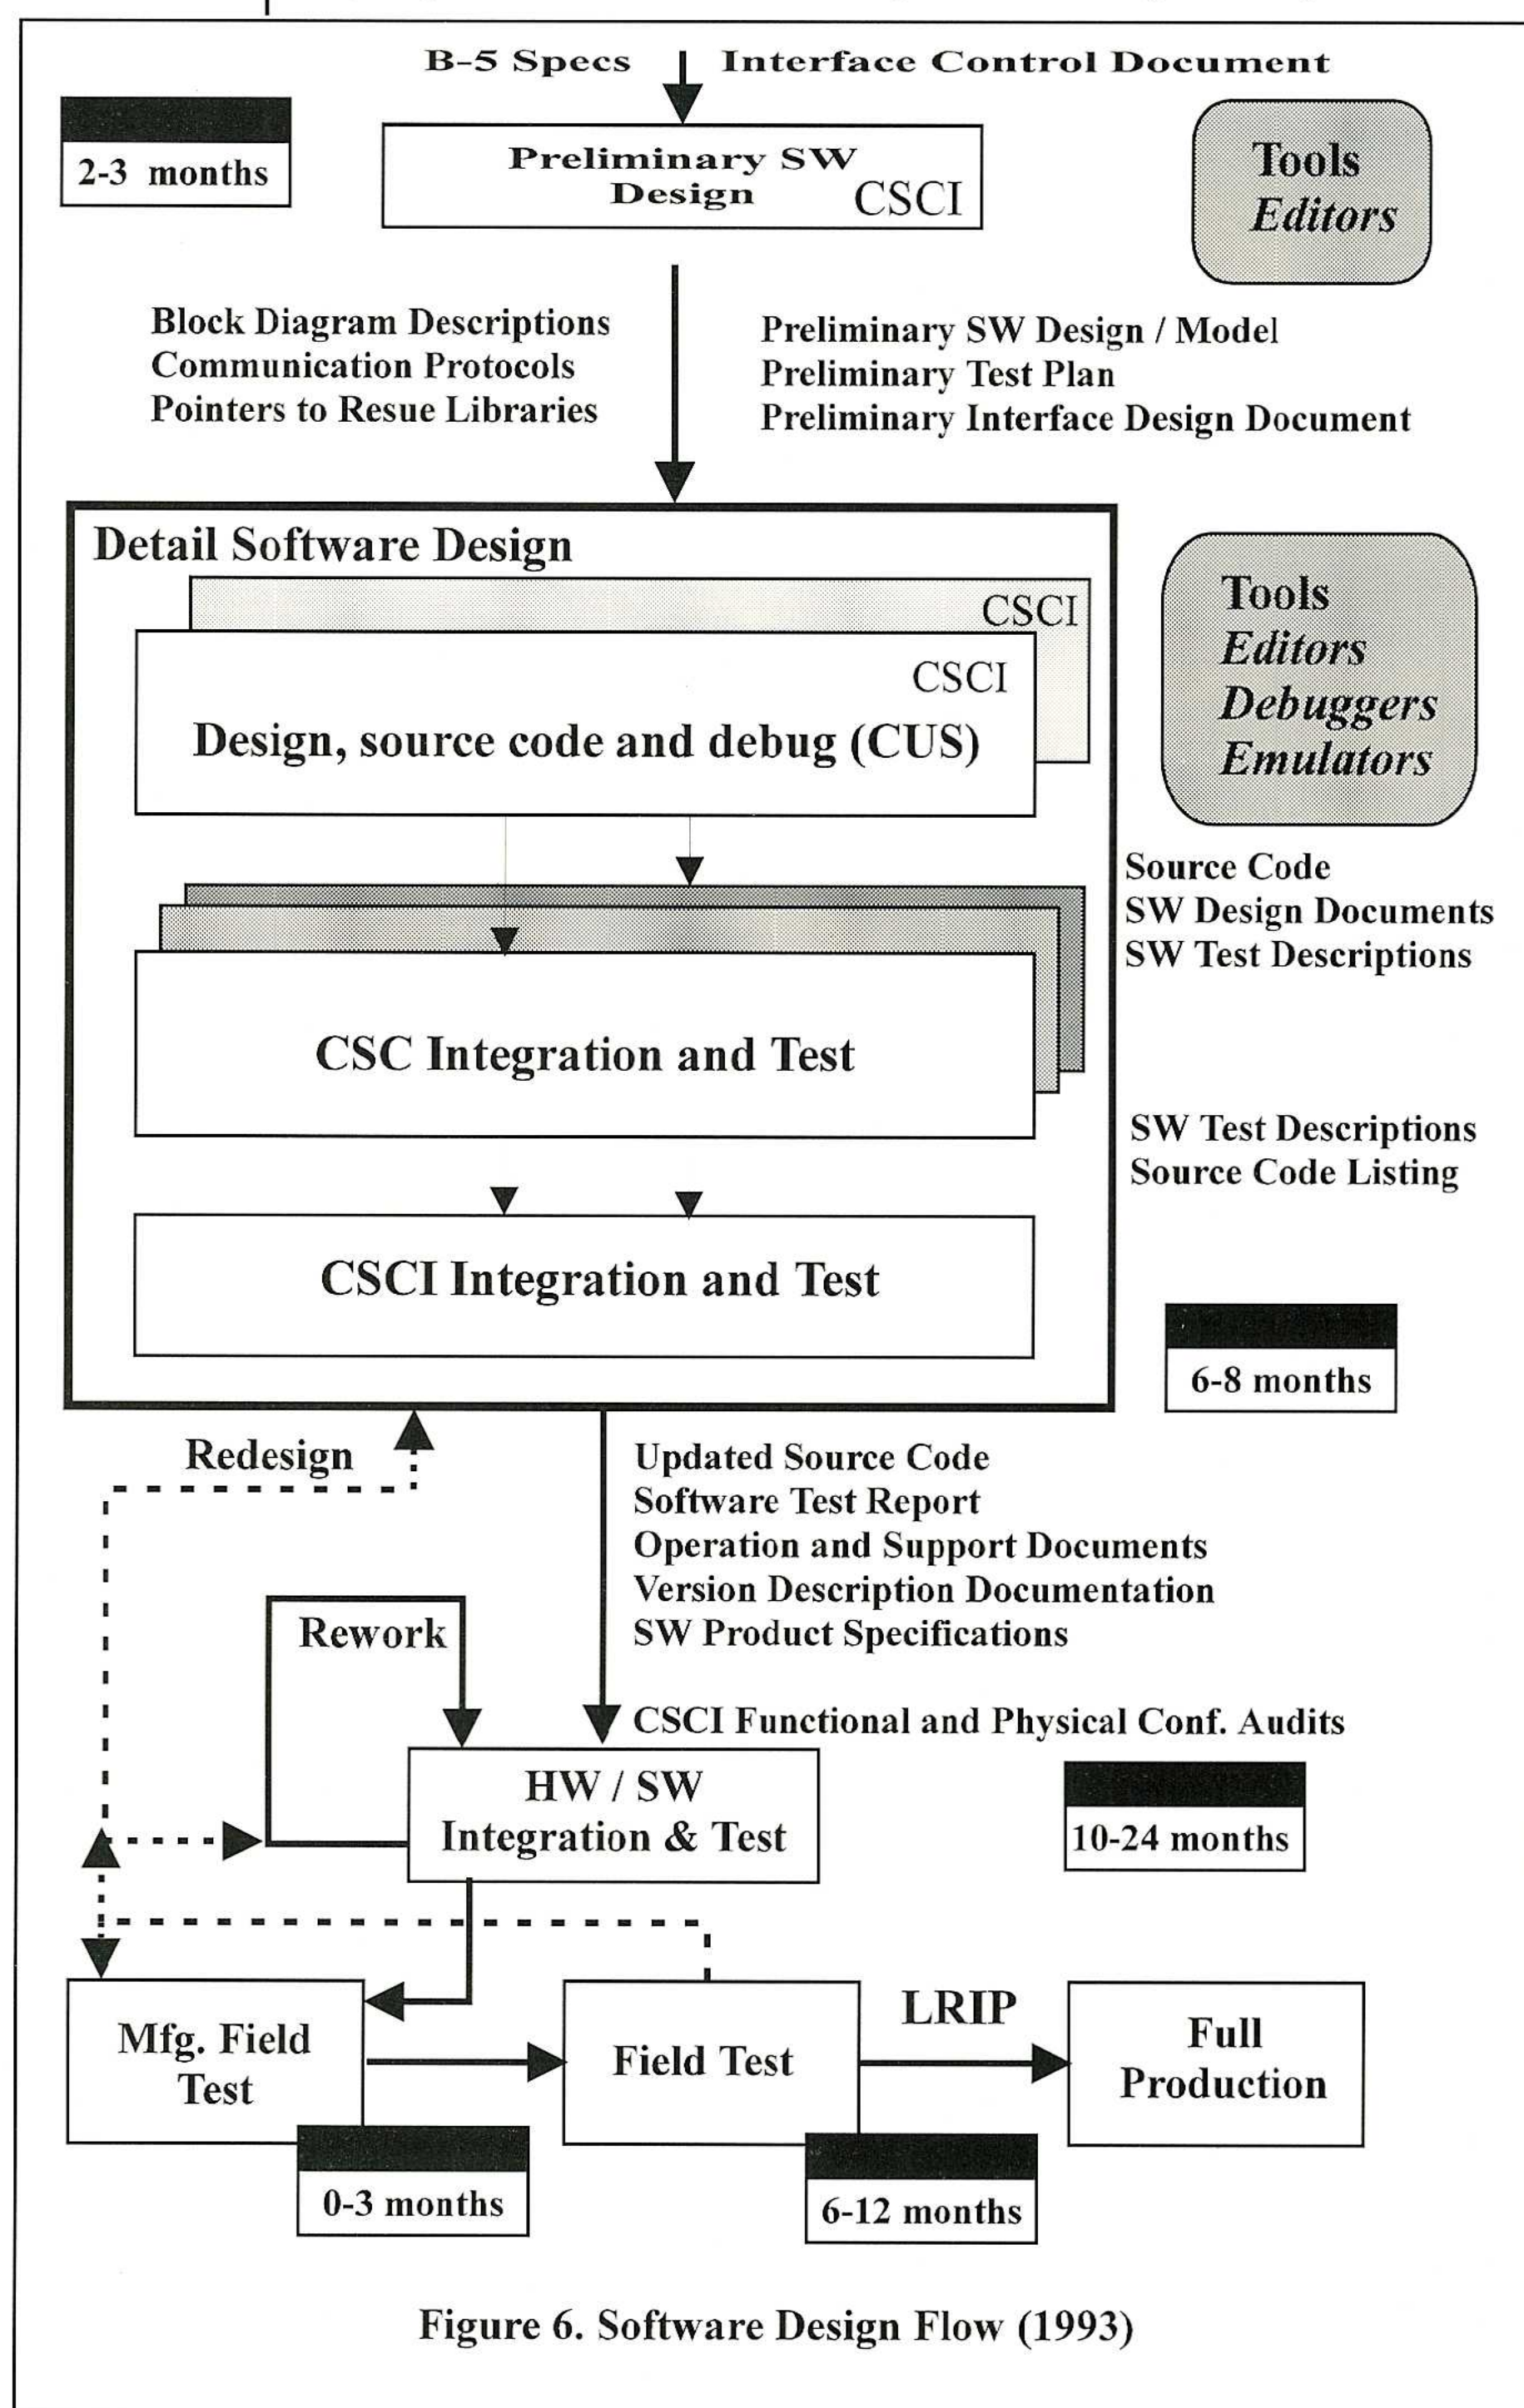 B-5 Specs Interface Control Document
2-3 months
Preliminary SW
Design CSCI
Tools
Editors
Block Diagram Descriptions
Communication Protocols
Pointers to Resue Libraries
Preliminary SW Design / Model
Preliminary Test Plan
Preliminary Interface Design Document
Detail Software Design
CSCI
CSCI
Design, source code and debug (CUS)
Tools
Editors
Debuggers
Emulators
Source Code
SW Design Documents
SW Test Descriptions
CSC Integration and Test
SW Test Descriptions
Source Code Listing
CSCI Integration and Test
6-8 months
Redesign
Updated Source Code
Software Test Report
Operation and Support Documents
Version Description Documentation
SW Product Specifications
Rework
CSCI Functional and Physical Conf. Audits
HW / SW
Integration & Test
10-24 months
Mfg. Field
Test
Field Test
LRIP
Full
Production
0-3 months
6-12 months
Figure 6. Software Design Flow (1993)